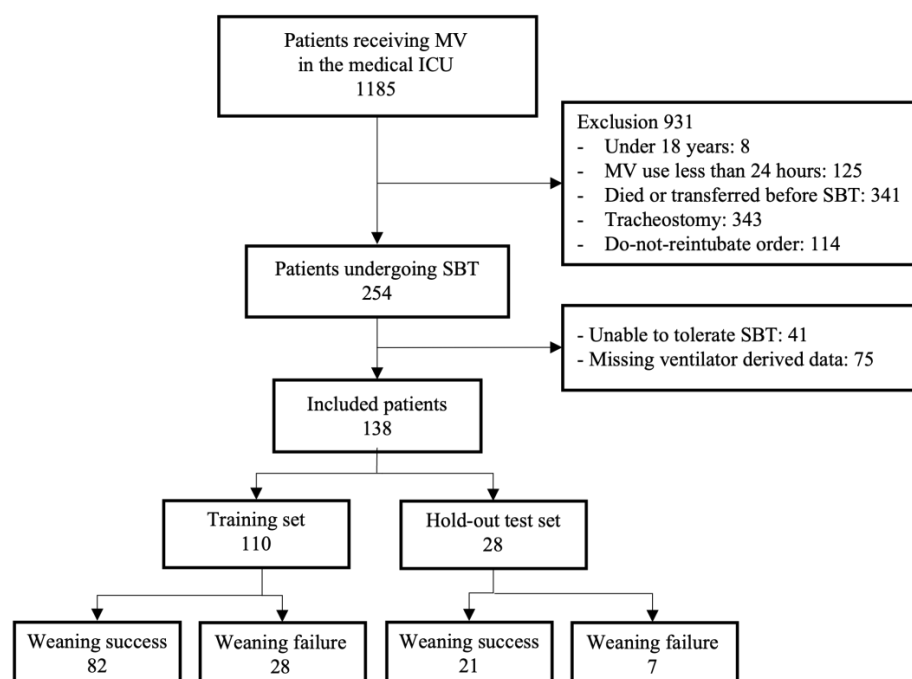 Patients receiving MV
in the medical ICU
1185
Exclusion 931
- Under 18 years: 8
- MV use less than 24 hours: 125
- Died or transferred before SBT: 341
- Tracheostomy: 343
- Do-not-reintubate order: 114
Patients undergoing SBT
254
- Unable to tolerate SBT: 41
- Missing ventilator derived data: 75
Included patients
138
Training set
110
Hold-out test set
28
Weaning success
82
Weaning failure
28
Weaning success
21
Weaning failure
7